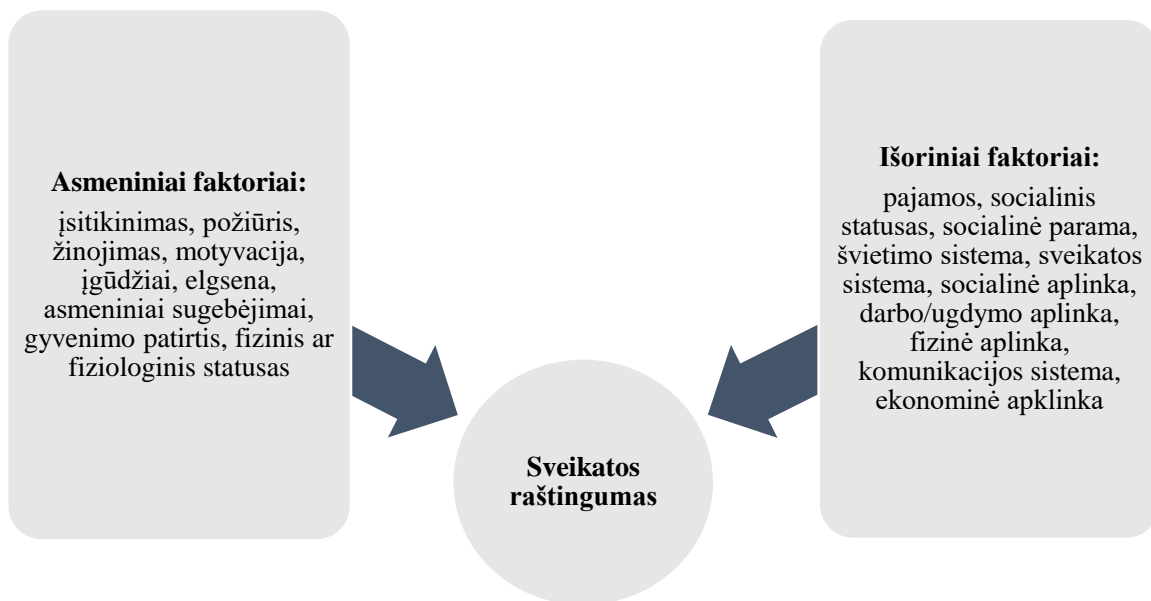 Asmeniniai faktoriai:
įsitikinimas, požiūris,
žinojimas, motyvacija,
įgūdžiai, elgsena,
asmeniniai sugebėjimai,
gyvenimo patirtis, fizinis ar
fiziologinis statusas
Išoriniai faktoriai:
pajamos, socialinis
statusas, socialinė parama,
švietimo sistema, sveikatos
sistema, socialinė aplinka,
darbo/ugdymo aplinka,
fizinė aplinka,
komunikacijos sistema,
ekonominė apklinka
Sveikatos
raštingumas